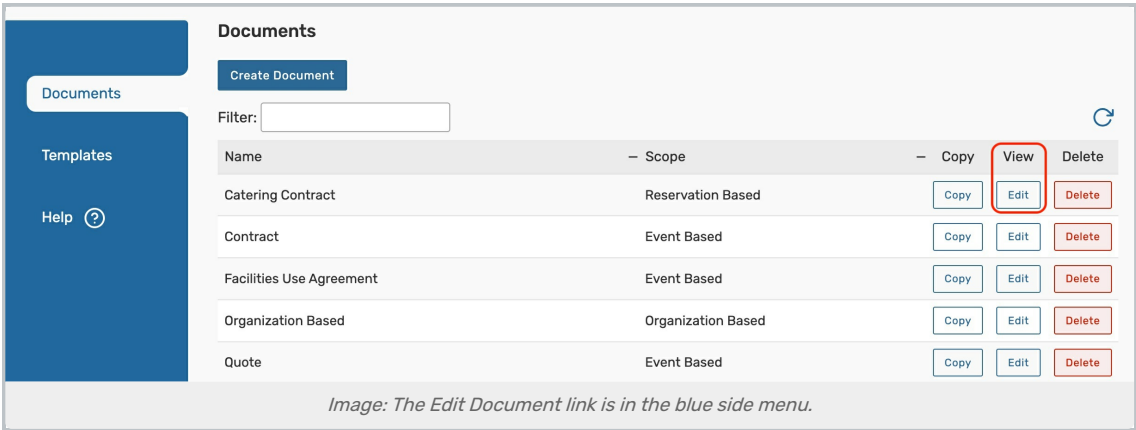 Documents
Templates
Help ?
Documents
Create Document
Filter:
Name – Scope – Copy View Delete
Catering Contract Reservation Based Copy Edit Delete
Contract Event Based Copy Edit Delete
Facilities Use Agreement Event Based Copy Edit Delete
Organization Based Organization Based Copy Edit Delete
Quote Event Based Copy Edit Delete
Image: The Edit Document link is in the blue side menu.